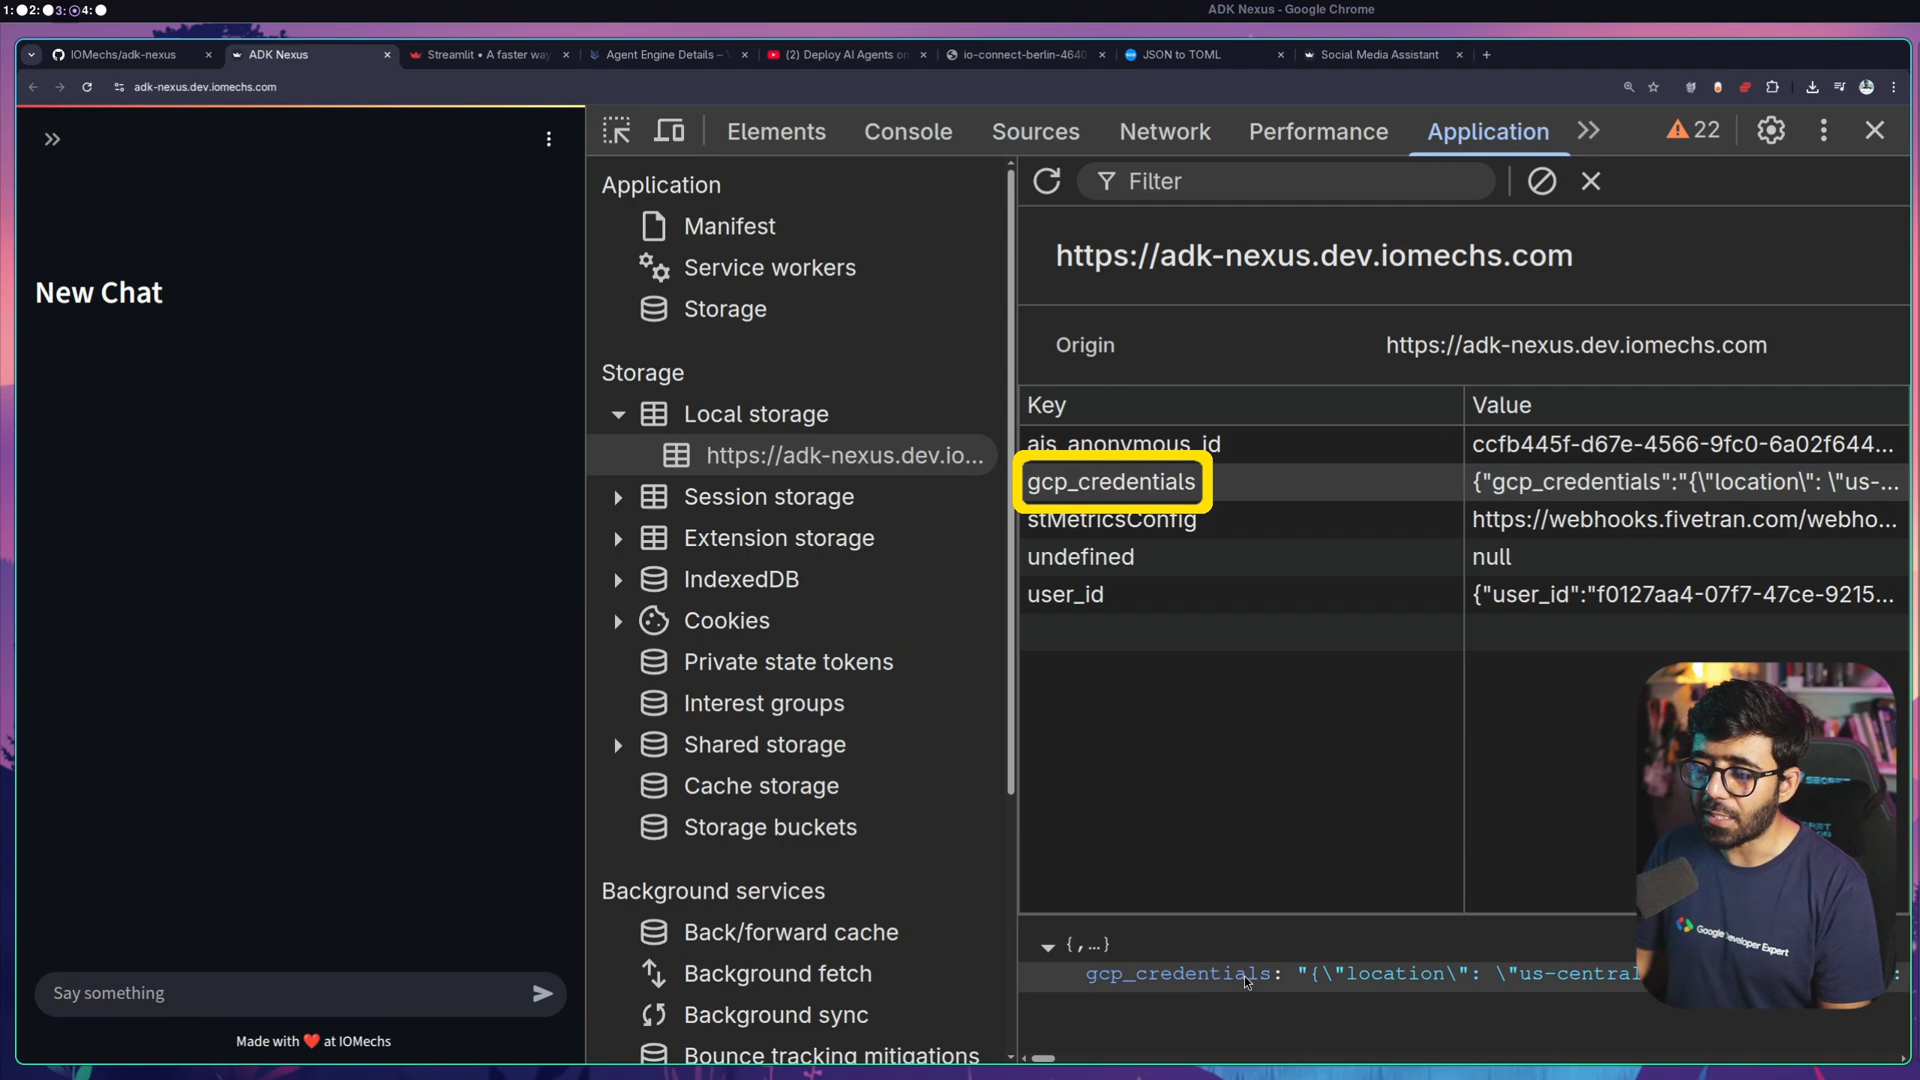 1: 2: 3: 4:
ADK Nexus - Google Chrome
IOMechs/adk-nexus
ADK Nexus
Streamlit • A faster way
Agent Engine Details –
(2) Deploy AI Agents on
io-connect-berlin-4640
JSON to TOML
Social Media Assistant
adk-nexus.dev.iomechs.com
Elements
Console
Sources
Network
Performance
Application
22
New Chat
Say something
Made with ❤️ at IOMechs
Application
Manifest
Service workers
Storage
Storage
Local storage
https://adk-nexus.dev.io...
Session storage
Extension storage
IndexedDB
Cookies
Private state tokens
Interest groups
Shared storage
Cache storage
Storage buckets
Background services
Back/forward cache
Background fetch
Background sync
Bounce tracking mitigations
Filter
https://adk-nexus.dev.iomechs.com
Origin https://adk-nexus.dev.iomechs.com
Key Value
ajs_anonymous_id ccfb445f-d67e-4566-9fc0-6a02f644...
gcp_credentials {"gcp_credentials":"{\"location\": \"us-...
stMetricsConfig https://webhooks.fivetran.com/webho...
undefined null
user_id {"user_id":"f0127aa4-07f7-47ce-9215...
{,…}
gcp_credentials: "{\"location\": \"us-central
Google Developer Expert